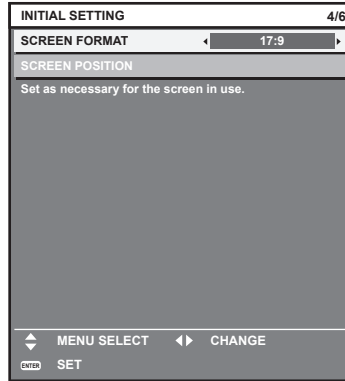 INITIAL SETTING 4/6
SCREEN FORMAT 17:9
SCREEN POSITION
Set as necessary for the screen in use.
MENU SELECT CHANGE
ENTER SET